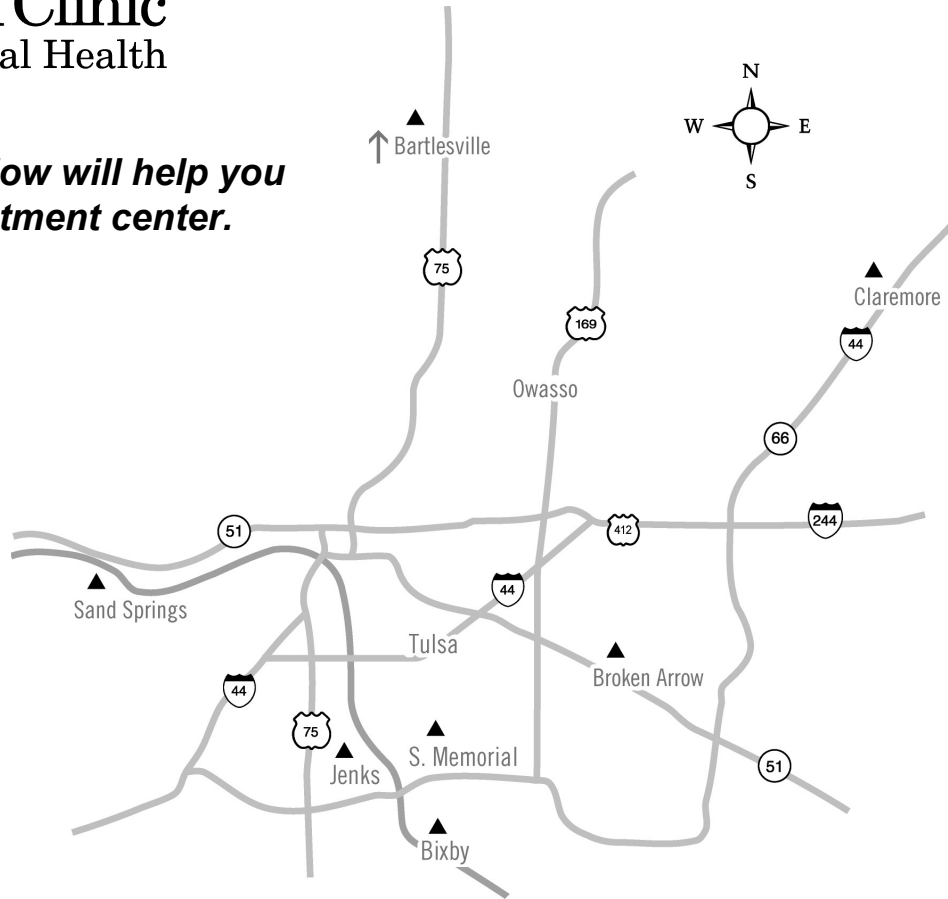 Clinic
al Health
N
W E
S
Bartlesville
ow will help you
tment center.
75
Claremore
169
44
Owasso
66
51
412
244
44
Sand Springs
Tulsa
Broken Arrow
44
75
S. Memorial
Jenks
51
Bixby